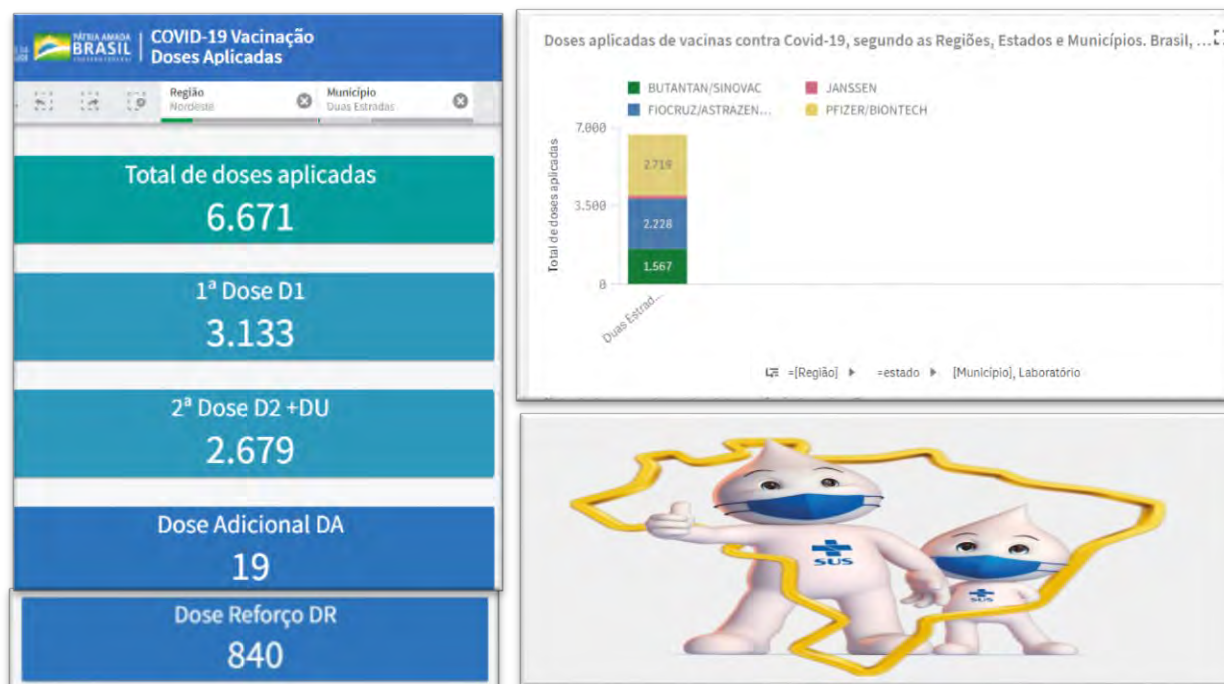 PÁTRIA AMADA
BRASIL
COVID-19 Vacinação
Doses Aplicadas
Região
Nordeste
Município
Duas Estradas
Total de doses aplicadas
6.671
1ª Dose D1
3.133
2ª Dose D2 +DU
2.679
Dose Adicional DA
19
Dose Reforço DR
840
Doses aplicadas de vacinas contra Covid-19, segundo as Regiões, Estados e Municípios. Brasil, ...
BUTANTAN/SINOVAC
JANSSEN
FIOCRUZ/ASTRAZEN...
PFIZER/BIONTECH
Total de doses aplicadas
7.000
3.500
0
2.719
2.228
1.567
Duas Estrad...
=[Região]
=estado
[Município], Laboratório
SUS
SUS